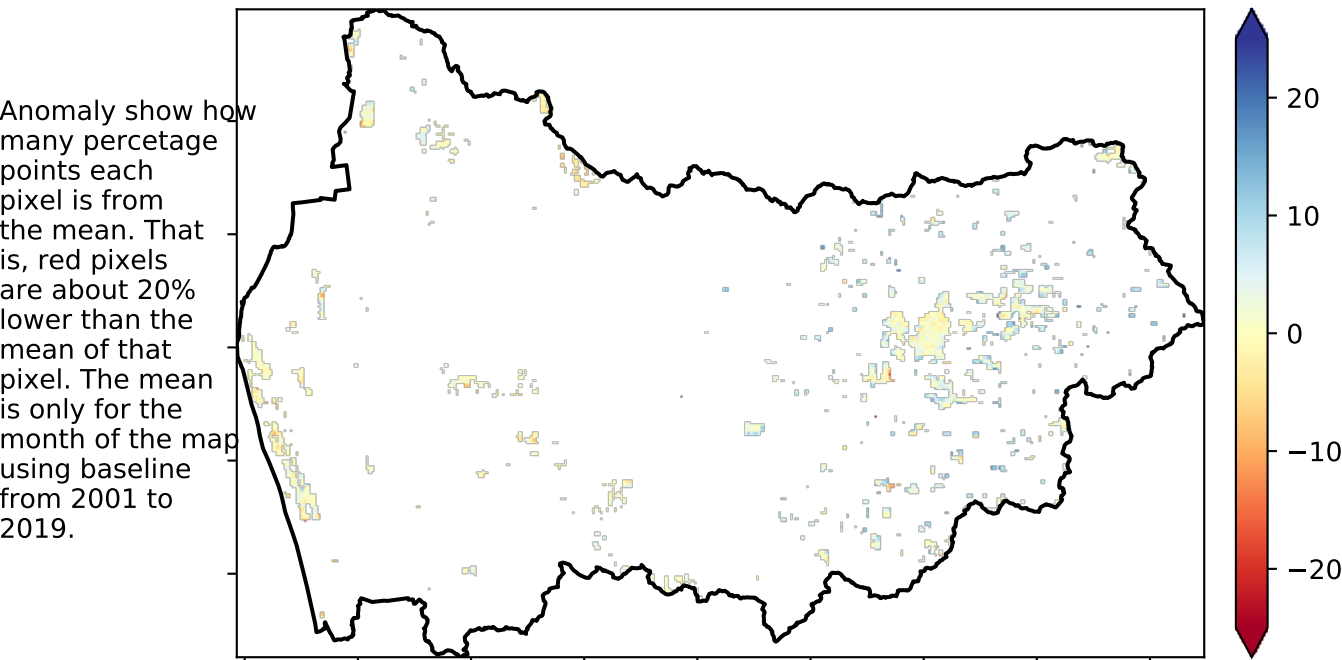 Anomaly show how
many percetage
points each
pixel is from
the mean. That
is, red pixels
are about 20%
lower than the
mean of that
pixel. The mean
is only for the
month of the map
using baseline
from 2001 to
2019.
20
10
0
−10
−20